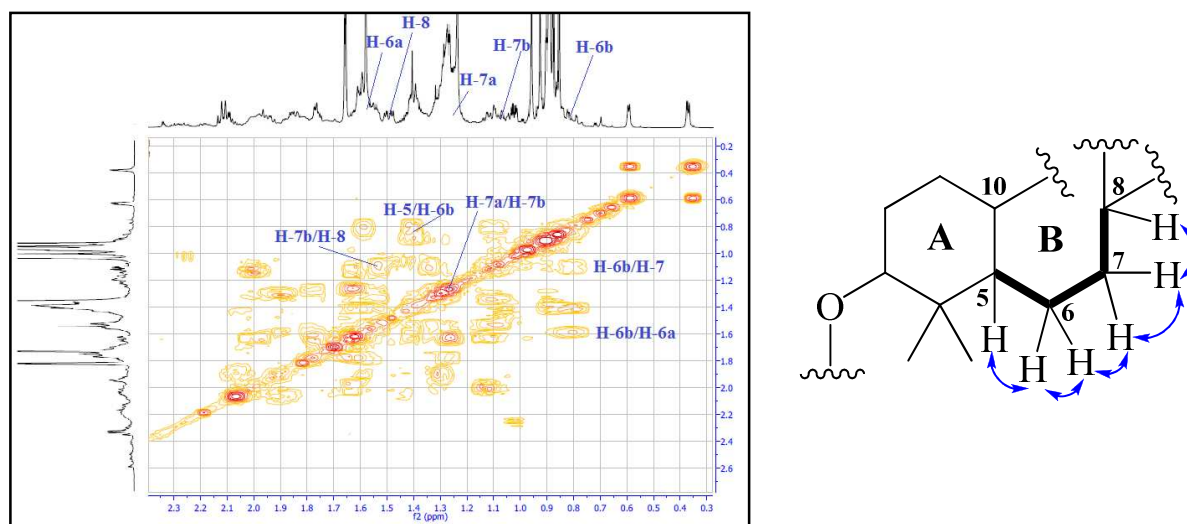 H-8
H-6a
H-7b
H-6b
H-7a
H-5/H-6b
H-7a/H-7b
H-7b/H-8
H-6b/H-7
H-6b/H-6a
0.2
0.4
0.6
0.8
1.0
1.2
1.4
1.6
1.8
2.0
2.2
2.4
2.6
2.3 2.2 2.1 2.0 1.9 1.8 1.7 1.6 1.5 1.4 1.3 1.2 1.1 1.0 0.9 0.8 0.7 0.6 0.5 0.4 0.3
f2 (ppm)
10 8
A B H
7 H
5 6
O H H H H